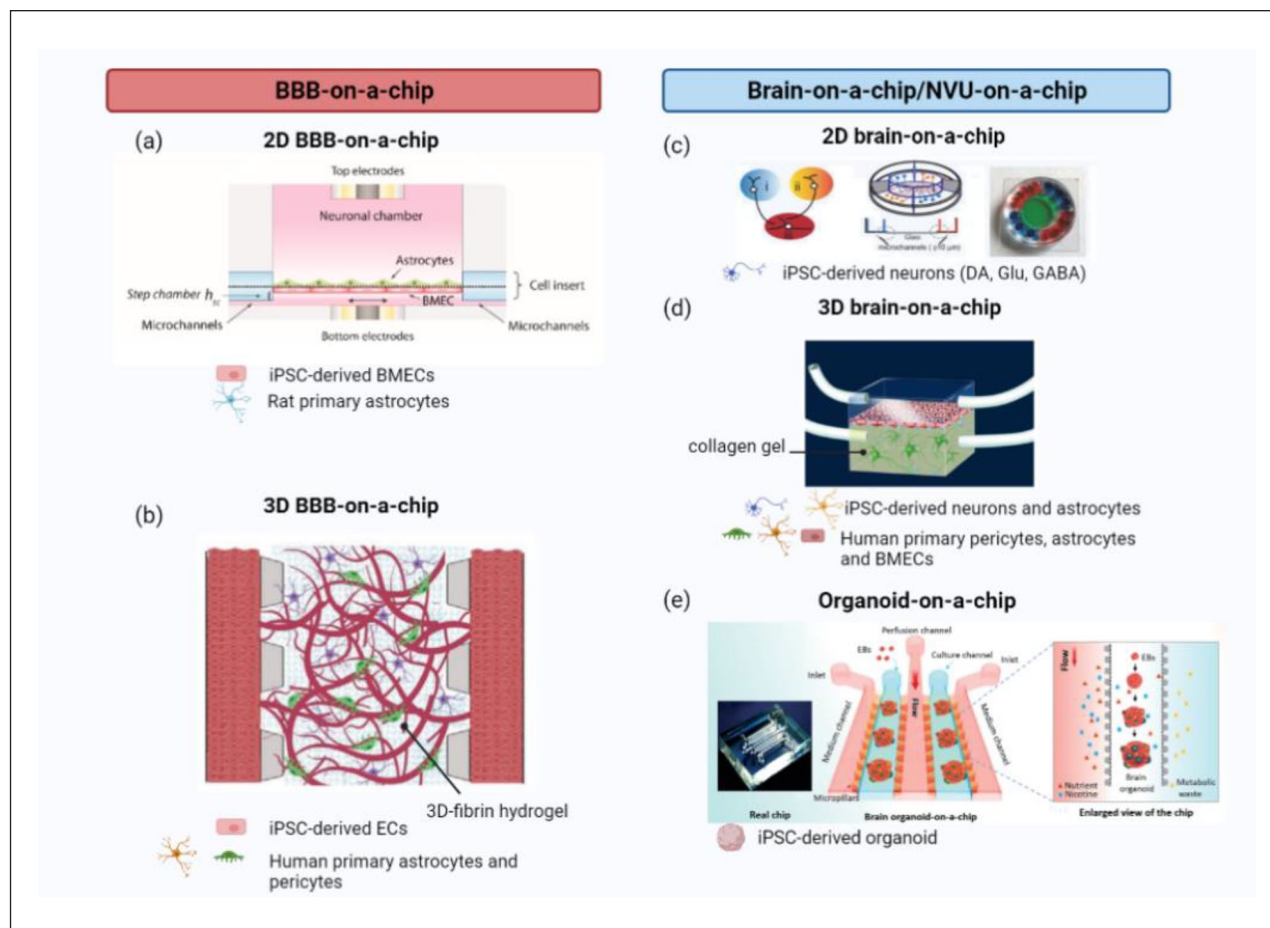 BBB-on-a-chip
(a)
2D BBB-on-a-chip
Top electrodes
Neuronal chamber
Astrocytes
Step chamber h
Cell insert
BMEC
Microchannels
Microchannels
Bottom electrodes
iPSC-derived BMECs
Rat primary astrocytes
(b)
3D BBB-on-a-chip
3D-fibrin hydrogel
iPSC-derived ECs
Human primary astrocytes and
pericytes
Brain-on-a-chip/NVU-on-a-chip
(c)
2D brain-on-a-chip
i
ii
Glass
microchannels (
iPSC-derived neurons (DA, Glu, GABA)
(d)
3D brain-on-a-chip
collagen gel
iPSC-derived neurons and astrocytes
Human primary pericytes, astrocytes
and BMECs
(e)
Organoid-on-a-chip
Perfusion channel
EBs
Culture channel
Inlet
Inlet
Flow
Medium channel
Medium channel
Micropillars
Real chip
Brain organoid-on-a-chip
Flow
EBs
Brain
organoid
Nutrient
Nicotine
Metabolic
waste
Enlarged view of the chip
iPSC-derived organoid